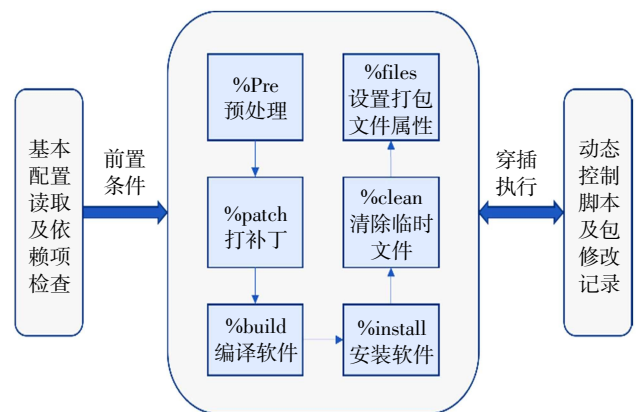 基本
配置
读取
及依
赖项
检查
前置
条件
%Pre
预处理
%patch
打补丁
%build
编译软件
%install
安装软件
%clean
清除临时
文件
%files
设置打包
文件属性
穿插
执行
动态
控制
脚本
及包
修改
记录